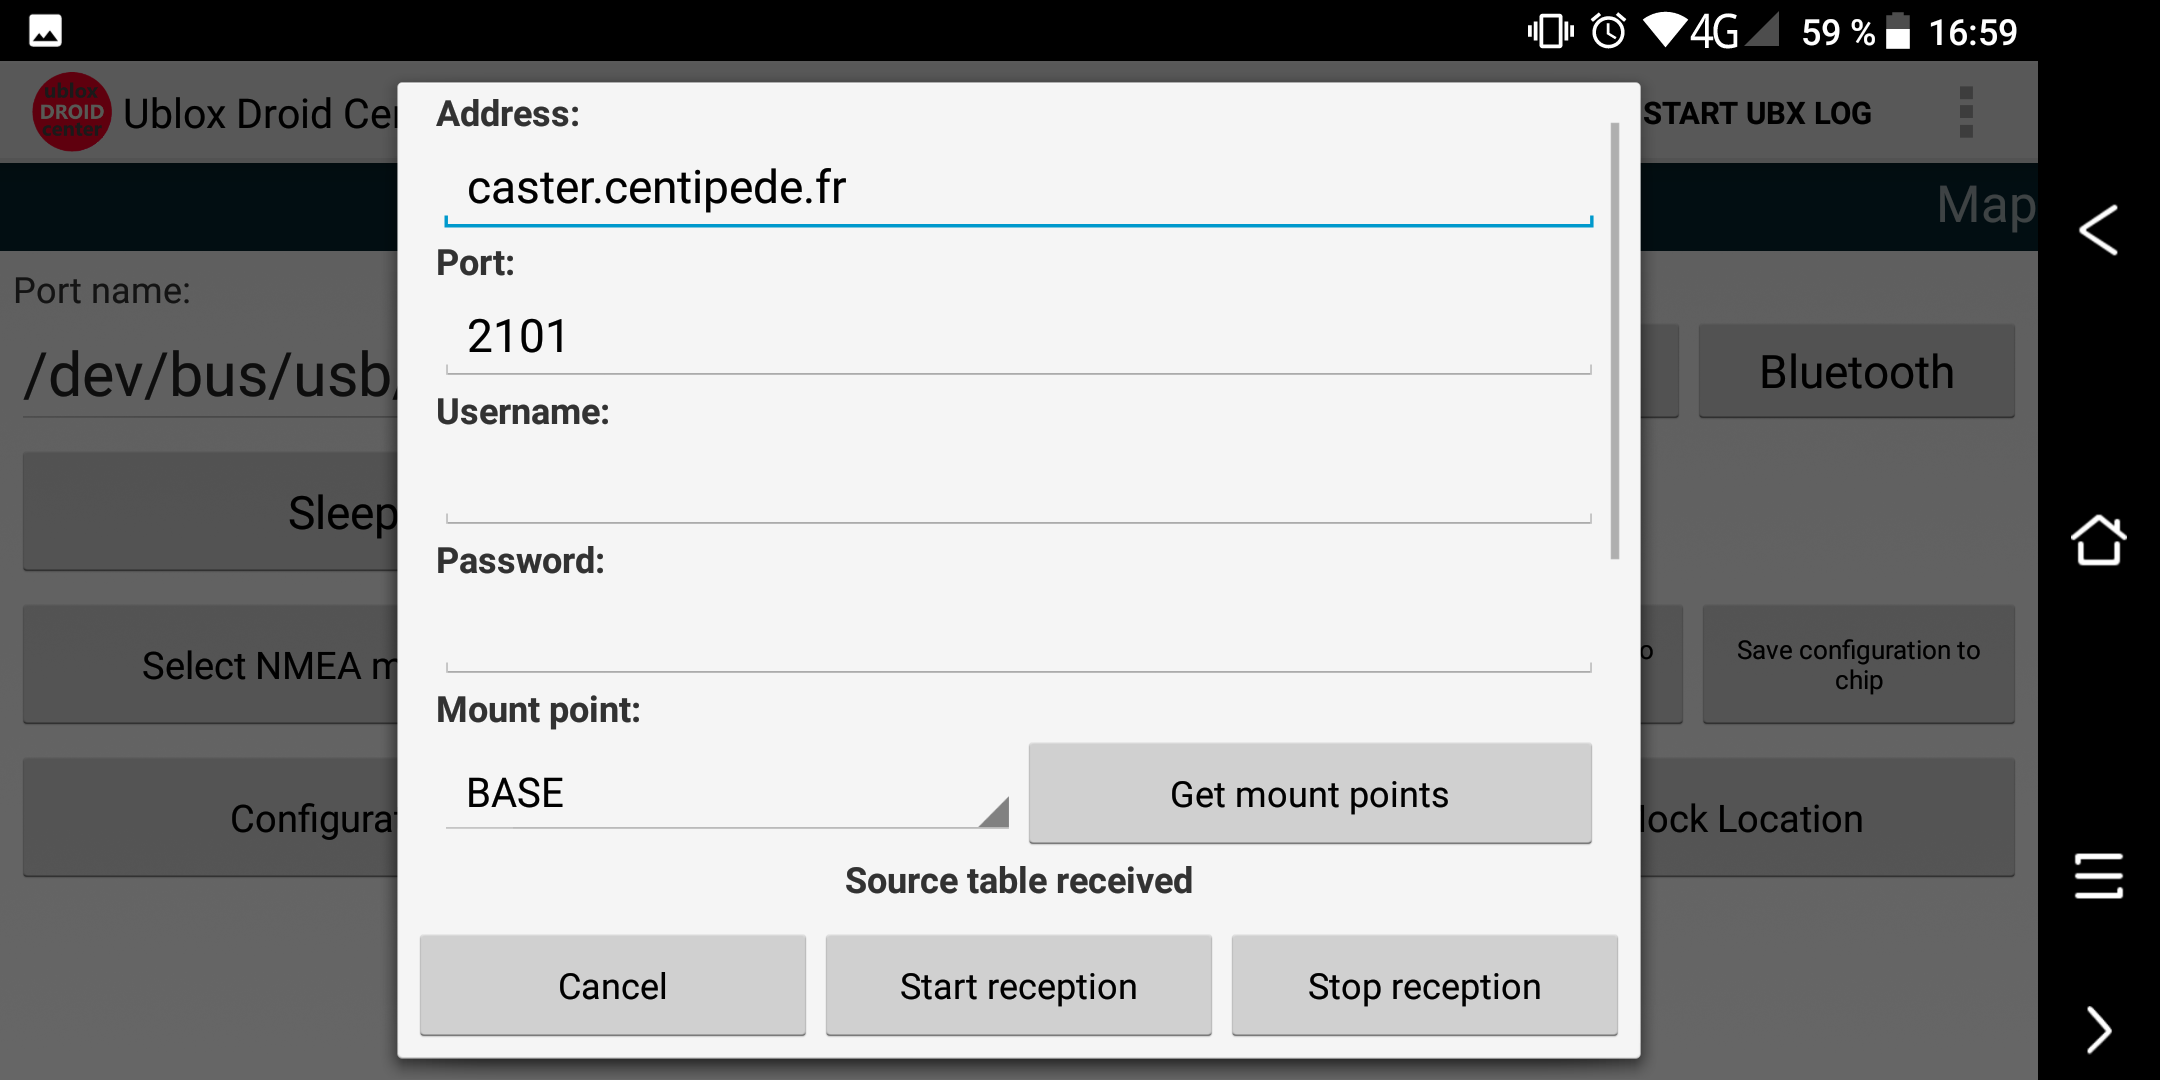 4G 59 % 16:59
ublox
DROID
center
Ublox Droid Cen
START UBX LOG
Map
Port name:
/dev/bus/usb/
Bluetooth
Sleep
Select NMEA m
o
Save configuration to
chip
Configurat
lock Location
Address:
caster.centipede.fr
Port:
2101
Username:
Password:
Mount point:
BASE
Get mount points
Source table received
Cancel
Start reception
Stop reception